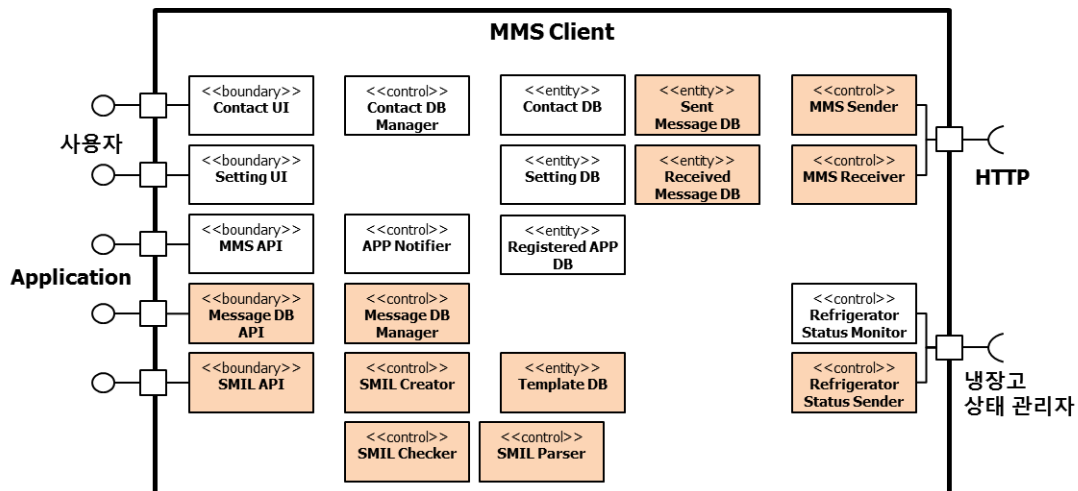 MMS Client
<<boundary>>
Contact UI
<<control>>
Contact DB
Manager
<<entity>>
Contact DB
<<entity>>
Sent
Message DB
<<control>>
MMS Sender
사용자
<<boundary>>
Setting UI
<<entity>>
Setting DB
<<entity>>
Received
Message DB
<<control>>
MMS Receiver
HTTP
<<boundary>>
MMS API
<<control>>
APP Notifier
<<entity>>
Registered APP
DB
Application
<<boundary>>
Message DB
API
<<control>>
Message DB
Manager
<<control>>
Refrigerator
Status Monitor
<<boundary>>
SMIL API
<<control>>
SMIL Creator
<<entity>>
Template DB
<<control>>
Refrigerator
Status Sender
냉장고
상태 관리자
<<control>>
SMIL Checker
<<control>>
SMIL Parser